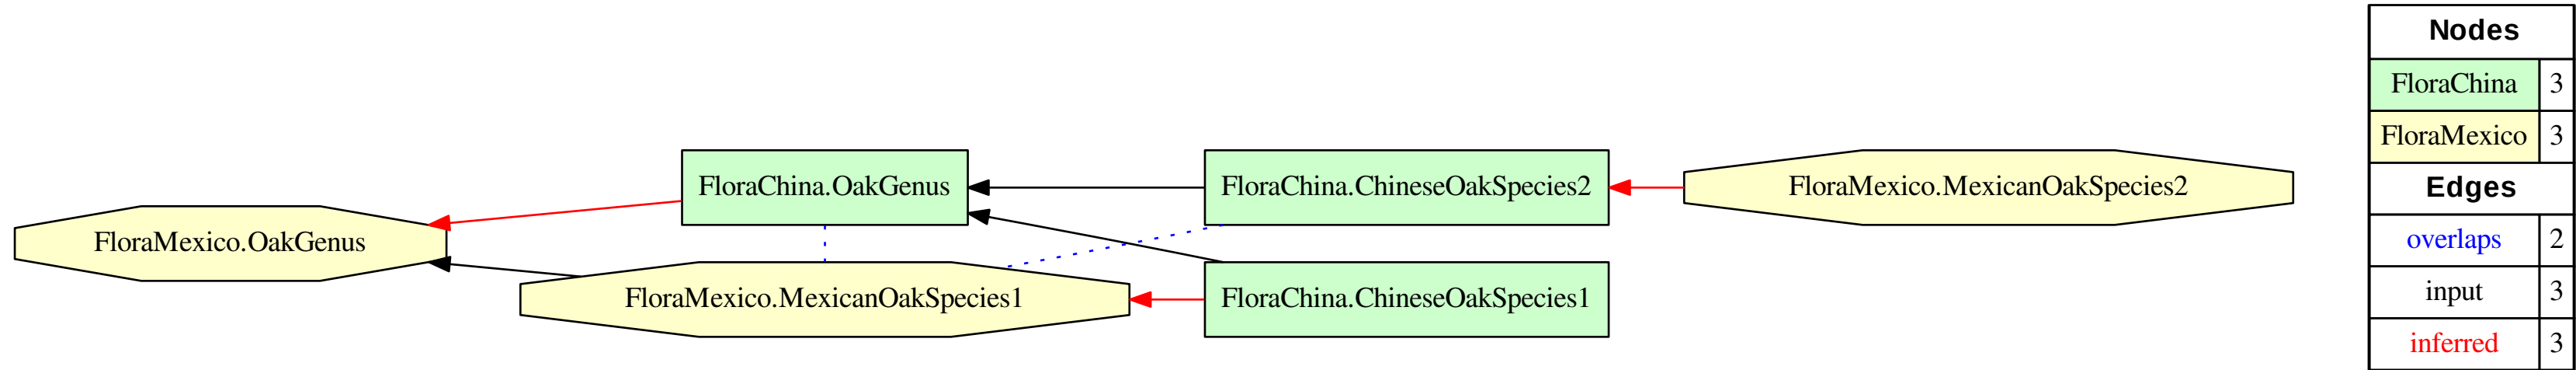 FloraMexico.OakGenus
FloraChina.OakGenus
FloraMexico.MexicanOakSpecies1
FloraChina.ChineseOakSpecies2
FloraChina.ChineseOakSpecies1
FloraMexico.MexicanOakSpecies2
Nodes
FloraChina 3
FloraMexico 3
Edges
overlaps 2
input 3
inferred 3